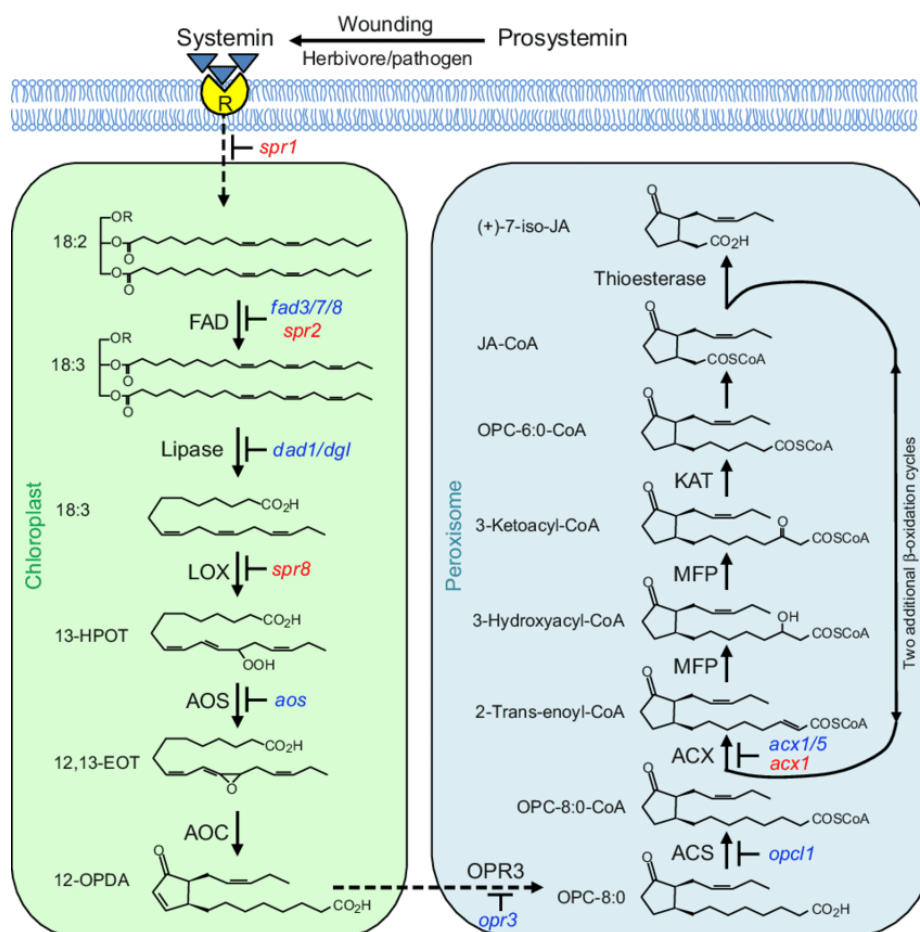 Systemin
Wounding
Herbivore/pathogen
Prosystemin
R
spr1
Chloroplast
18:2
OR
O
O
O
O
FAD
fad3/7/8
spr2
18:3
OR
O
O
O
O
Lipase
dad1/dgl
18:3
CO2H
LOX
spr8
13-HPOT
CO2H
OOH
AOS
aos
12,13-EOT
CO2H
O
AOC
12-OPDA
O
CO2H
OPR3
opr3
Peroxisome
(+)-7-iso-JA
O
CO2H
Thioesterase
JA-CoA
O
COSCoA
OPC-6:0-CoA
O
COSCoA
KAT
3-Ketoacyl-CoA
O
O
COSCoA
MFP
3-Hydroxyacyl-CoA
O
OH
COSCoA
MFP
2-Trans-enoyl-CoA
O
COSCoA
ACX
acx1/5
acx1
OPC-8:0-CoA
O
COSCoA
ACS
opcl1
OPC-8:0
O
CO2H
Two additional β-oxidation cycles